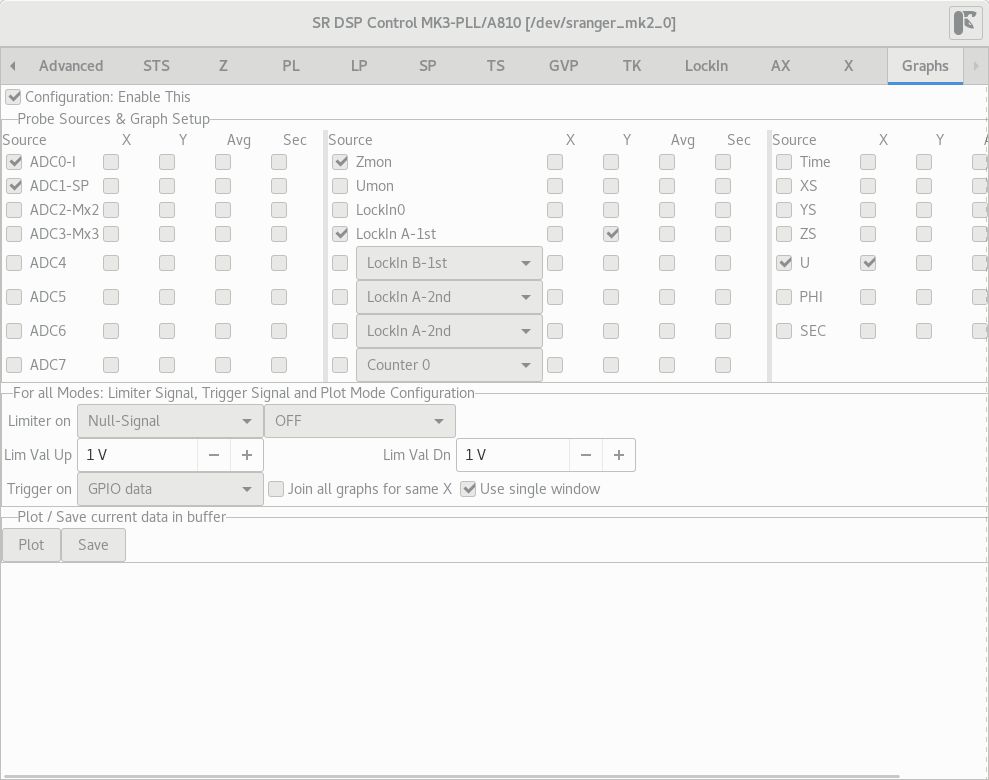 SR DSP Control MK3-PLL/A810 [/dev/sranger_mk2_0]
Advanced STS Z PL LP SP TS GVP TK LockIn AX X Graphs
Configuration: Enable This
Probe Sources & Graph Setup
Source X Y Avg Sec Source X Y Avg Sec Source X Y
ADC0-I Zmon Time
ADC1-SP Umon XS
ADC2-Mx2 LockIn0 YS
ADC3-Mx3 LockIn A-1st ZS
ADC4 LockIn B-1st U
ADC5 LockIn A-2nd PHI
ADC6 LockIn A-2nd SEC
ADC7 Counter 0
For all Modes: Limiter Signal, Trigger Signal and Plot Mode Configuration
Limiter on Null-Signal OFF
Lim Val Up 1 V − + Lim Val Dn 1 V − +
Trigger on GPIO data Join all graphs for same X Use single window
Plot / Save current data in buffer
Plot Save